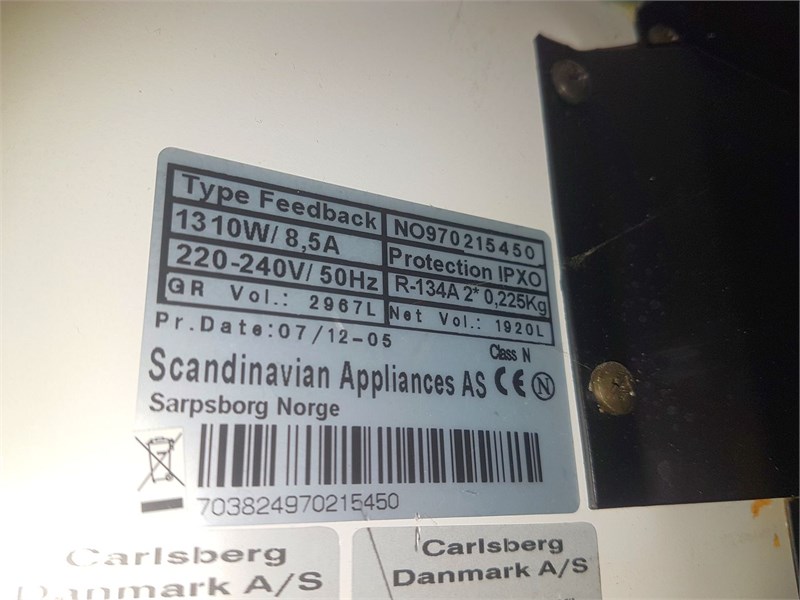 Type Feedback NO970215450
1310W/ 8,5A Protection IPXO
220-240V/ 50Hz R-134A 2* 0,225Kg
GR Vol.: 2967L Net Vol.: 1920L
Pr.Date:07/12-05 Class N
Scandinavian Appliances AS CE N
Sarpsborg Norge
703824970215450
Carlsberg
Danmark A/S
Carlsberg
Danmark A/S